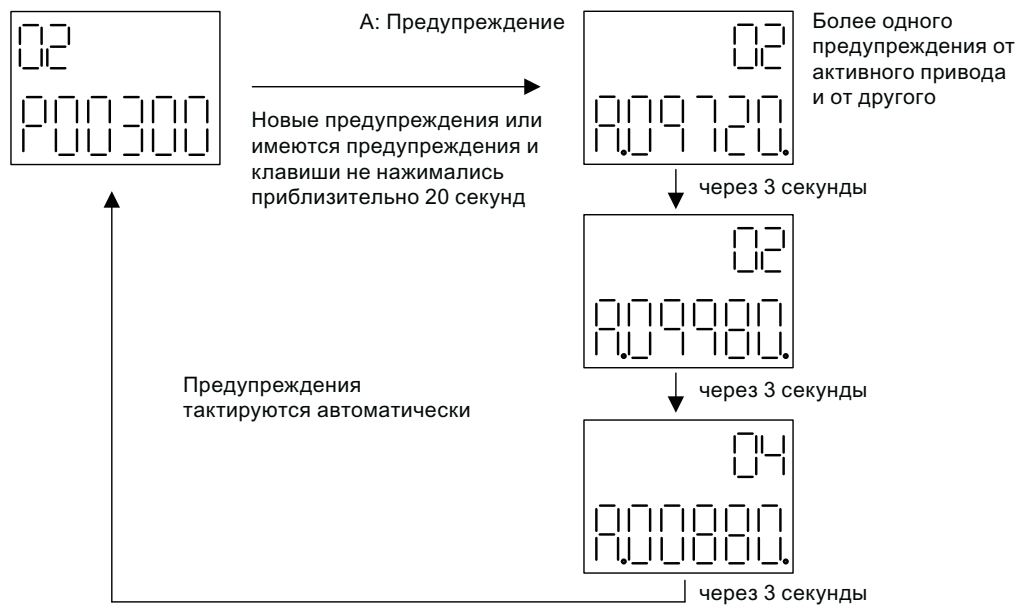 02
P00300
А: Предупреждение
Новые предупреждения или
имеются предупреждения и
клавиши не нажимались
приблизительно 20 секунд
02
A.09720.
Более одного
предупреждения от
активного привода
и от другого
через 3 секунды
02
A.09980.
через 3 секунды
Предупреждения
тактируются автоматически
04
A.00880.
через 3 секунды